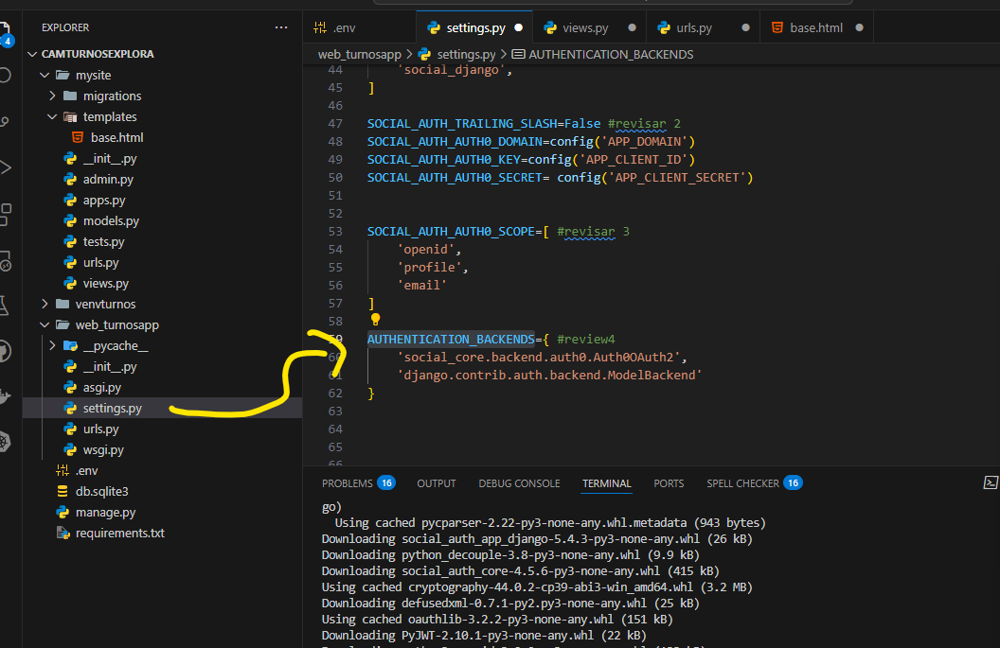 EXPLORER
CAMTURNOSEXPLORA
mysite
migrations
templates
base.html
__init__.py
admin.py
apps.py
models.py
tests.py
urls.py
views.py
venvturnos
web_turnosapp
__pycache__
__init__.py
asgi.py
settings.py
urls.py
wsgi.py
.env
db.sqlite3
manage.py
requirements.txt
4
.env
settings.py
views.py
urls.py
base.html
web_turnosapp > settings.py > AUTHENTICATION_BACKENDS
44 'social_django',
45 ]
46
47 SOCIAL_AUTH_TRAILING_SLASH=False #revisar 2
48 SOCIAL_AUTH_AUTH0_DOMAIN=config('APP_DOMAIN')
49 SOCIAL_AUTH_AUTH0_KEY=config('APP_CLIENT_ID')
50 SOCIAL_AUTH_AUTH0_SECRET= config('APP_CLIENT_SECRET')
51
52
53 SOCIAL_AUTH_AUTH0_SCOPE=[ #revisar 3
54 'openid',
55 'profile',
56 'email'
57 ]
58
59 AUTHENTICATION_BACKENDS={ #review4
60 'social_core.backend.auth0.Auth0OAuth2',
61 'django.contrib.auth.backend.ModelBackend'
62 }
63
64
65
66
PROBLEMS 16 OUTPUT DEBUG CONSOLE TERMINAL PORTS SPELL CHECKER 16
go)
Using cached pycparser-2.22-py3-none-any.whl.metadata (943 bytes)
Downloading social_auth_app_django-5.4.3-py3-none-any.whl (26 kB)
Downloading python_decouple-3.8-py3-none-any.whl (9.9 kB)
Downloading social_auth_core-4.5.6-py3-none-any.whl (415 kB)
Using cached cryptography-44.0.2-cp39-abi3-win_amd64.whl (3.2 MB)
Downloading defusedxml-0.7.1-py2.py3-none-any.whl (25 kB)
Using cached oauthlib-3.2.2-py3-none-any.whl (151 kB)
Downloading PyJWT-2.10.1-py3-none-any.whl (22 kB)